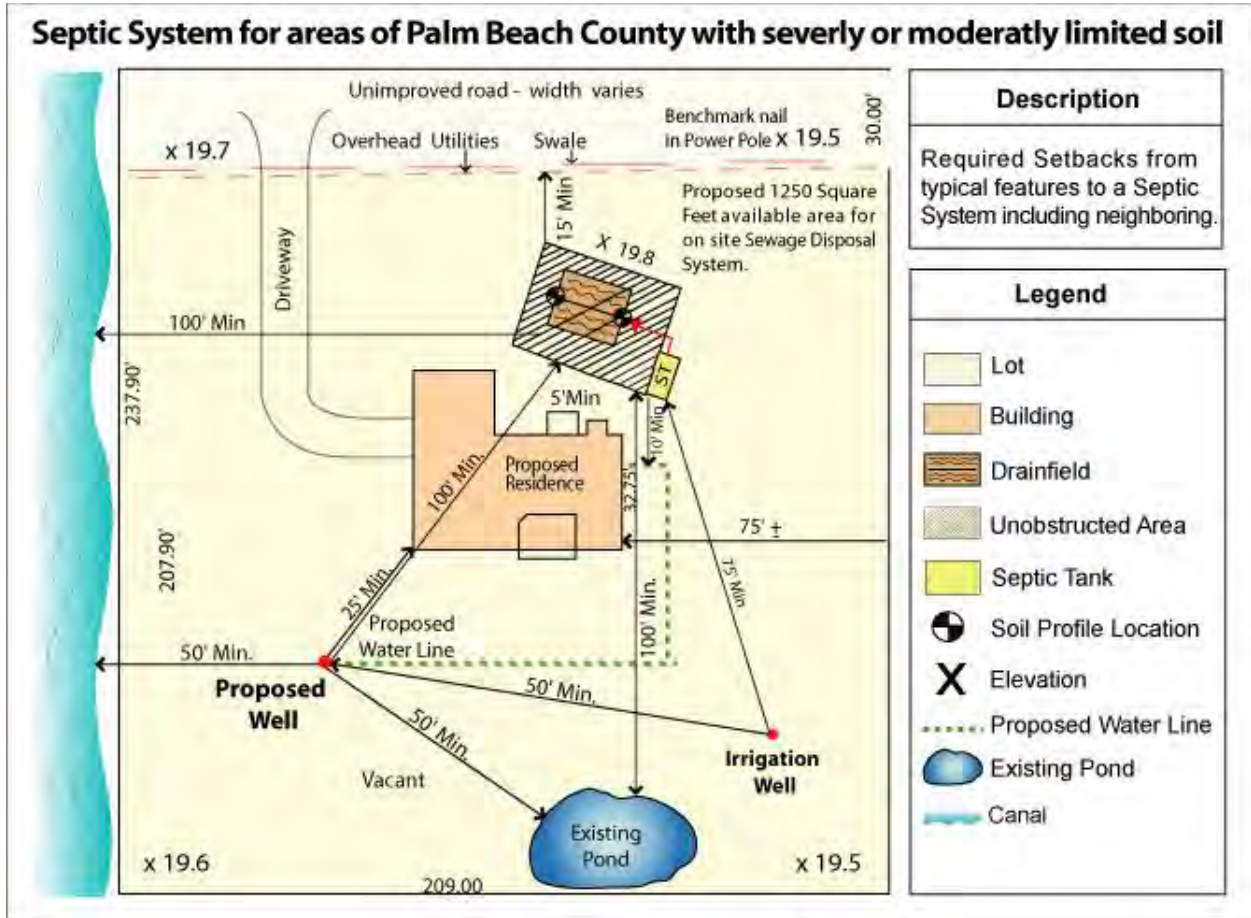 Septic System for areas of Palm Beach County with severly or moderatly limited soil
Unimproved road - width varies
Benchmark nail
in Power Pole x 19.5
30.00'
x 19.7
Overhead Utilities
Swale
15' Min
Proposed 1250 Square
Feet available area for
on site Sewage Disposal
System.
X 19.8
Driveway
100' Min
ST
237.90'
5'Min
10' Min
100' Min.
Proposed
Residence
32.75'
75' ±
207.90'
25' Min.
75' Min
Proposed
Water Line
100' Min.
50' Min.
Proposed
Well
50' Min.
50' Min.
Irrigation
Well
Vacant
Existing
Pond
x 19.6
x 19.5
209.00
Description
Required Setbacks from
typical features to a Septic
System including neighboring.
Legend
Lot
Building
Drainfield
Unobstructed Area
Septic Tank
Soil Profile Location
X Elevation
Proposed Water Line
Existing Pond
Canal